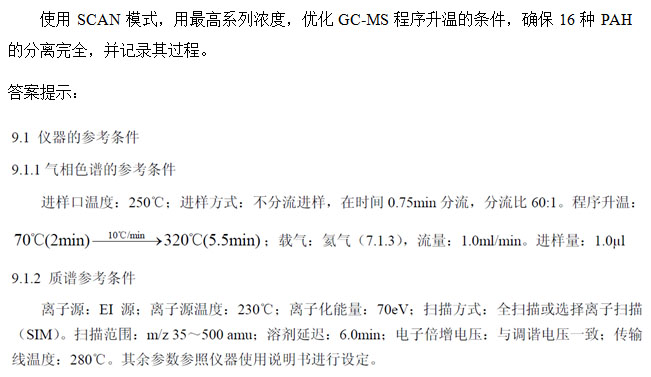 使用 SCAN 模式，用最高系列浓度，优化 GC-MS 程序升温的条件，确保 16 种 PAH
的分离完全，并记录其过程。
答案提示：
9.1 仪器的参考条件
9.1.1 气相色谱的参考条件
进样口温度：250℃；进样方式：不分流进样，在时间 0.75min 分流，分流比 60:1。程序升温：
70℃(2min) 10℃/min→320℃(5.5min)；载气：氦气（7.1.3），流量：1.0ml/min。进样量：1.0μl
9.1.2 质谱参考条件
离子源：EI 源；离子源温度：230℃；离子化能量：70eV；扫描方式：全扫描或选择离子扫描
（SIM）。扫描范围：m/z 35～500 amu；溶剂延迟：6.0min；电子倍增电压：与调谐电压一致；传输
线温度：280℃。其余参数参照仪器使用说明书进行设定。